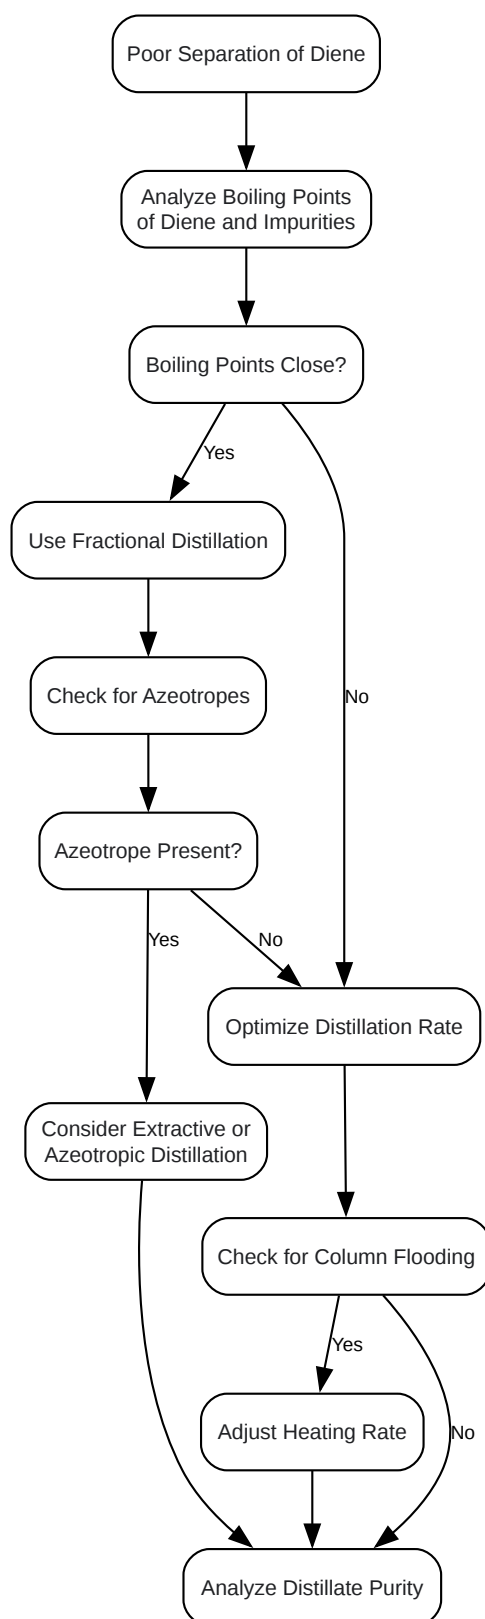 Poor Separation of Diene
Analyze Boiling Points
of Diene and Impurities
Boiling Points Close?
Yes
Use Fractional Distillation
Check for Azeotropes
No
Azeotrope Present?
Yes
No
Optimize Distillation Rate
Consider Extractive or
Azeotropic Distillation
Check for Column Flooding
Yes
Adjust Heating Rate
No
Analyze Distillate Purity